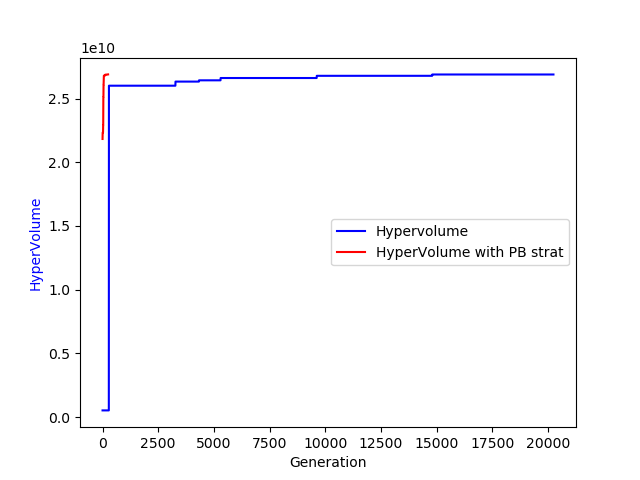 1e10
2.5
2.0
1.5
1.0
0.5
0.0
HyperVolume
Hypervolume
HyperVolume with PB strat
0 2500 5000 7500 10000 12500 15000 17500 20000
Generation